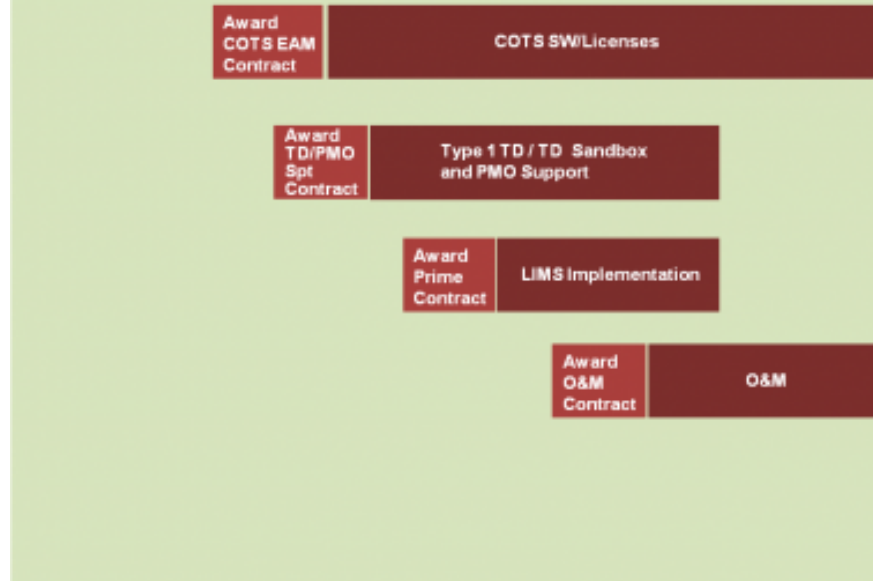 Award
COTS EAM
Contract
COTS SW/Licenses
Award
TD/PMO
Spt
Contract
Type 1 TD / TD Sandbox
and PMO Support
Award
Prime
Contract
LIMS Implementation
Award
O&M
Contract
O&M